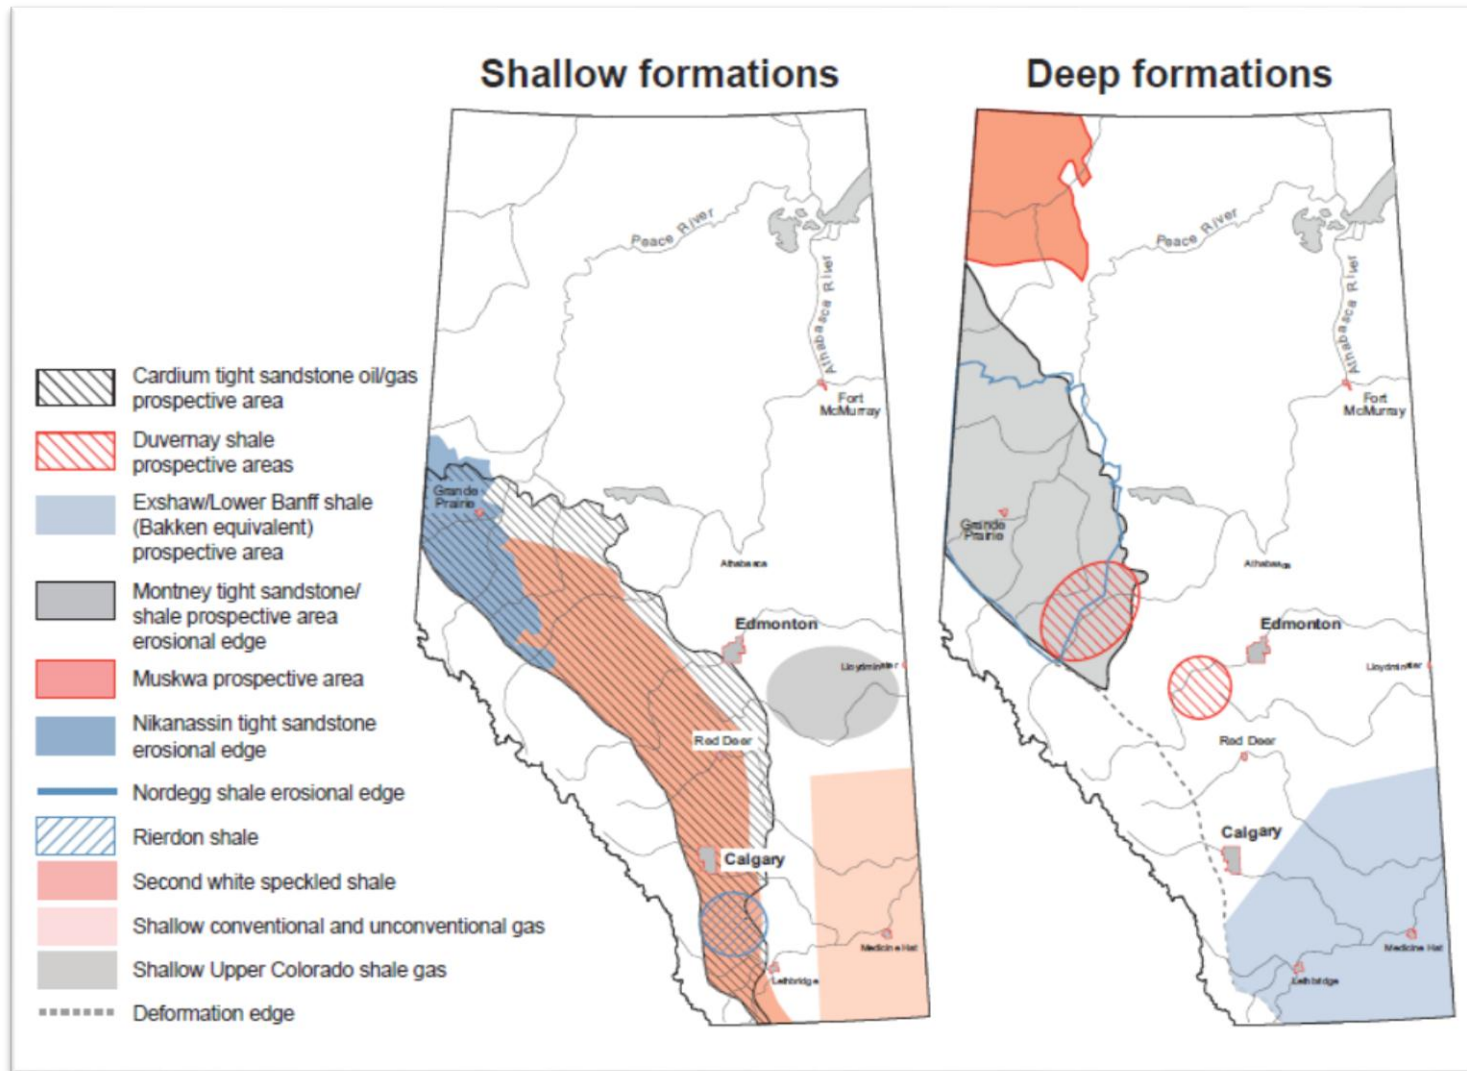 Shallow formations
Deep formations
Cardium tight sandstone oil/gas
prospective area
Duvernay shale
prospective areas
Exshaw/Lower Banff shale
(Bakken equivalent)
prospective area
Montney tight sandstone/
shale prospective area
erosional edge
Muskwa prospective area
Nikanassin tight sandstone
erosional edge
Nordegg shale erosional edge
Rierdon shale
Second white speckled shale
Shallow conventional and unconventional gas
Shallow Upper Colorado shale gas
Deformation edge
Peace River
Athabasca River
Fort
McMurray
Grande
Prairie
Athabasca
Edmonton
Lloydminster
Red Deer
Calgary
Medicine Hat
Lethbridge
Peace River
Athabasca River
Fort
McMurray
Grande
Prairie
Athabasca
Edmonton
Lloydminster
Red Deer
Calgary
Medicine Hat
Lethbridge